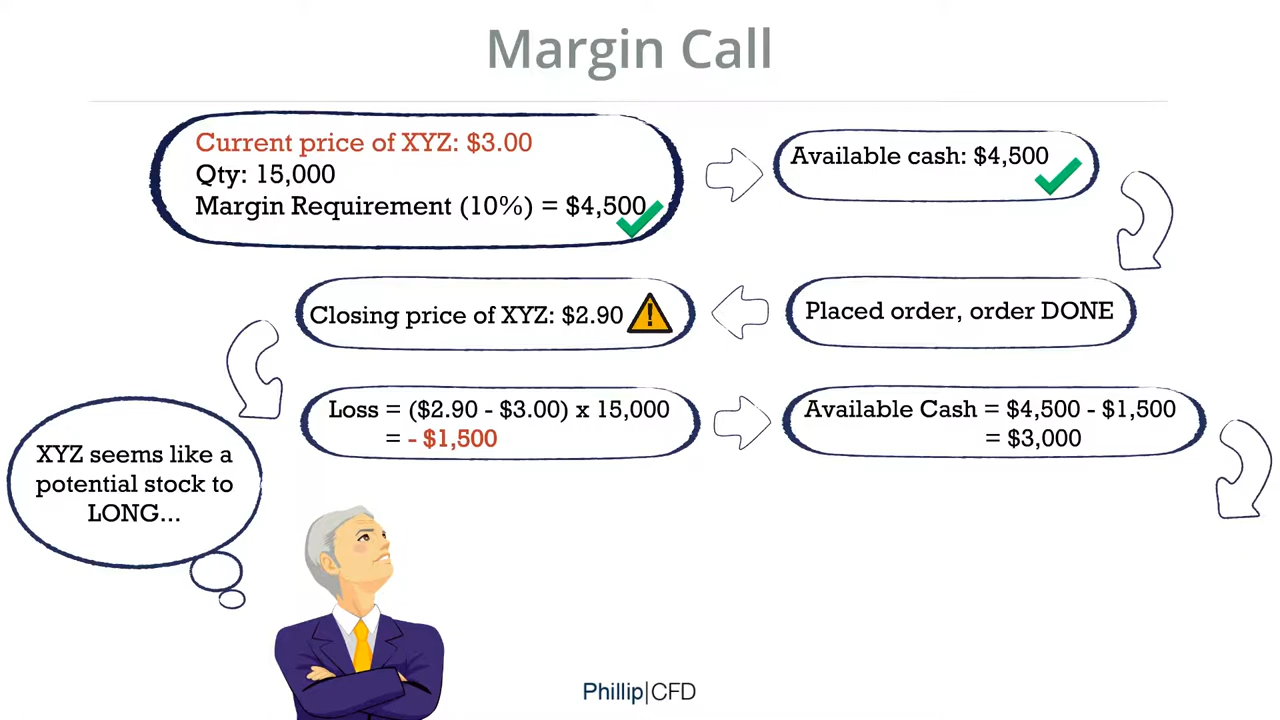 Margin Call
Current price of XYZ: $3.00
Qty: 15,000
Margin Requirement (10%) = $4,500
Available cash: $4,500
Placed order, order DONE
Closing price of XYZ: $2.90
Loss = ($2.90 - $3.00) x 15,000
= - $1,500
Available Cash = $4,500 - $1,500
= $3,000
XYZ seems like a
potential stock to
LONG...
Phillip|CFD